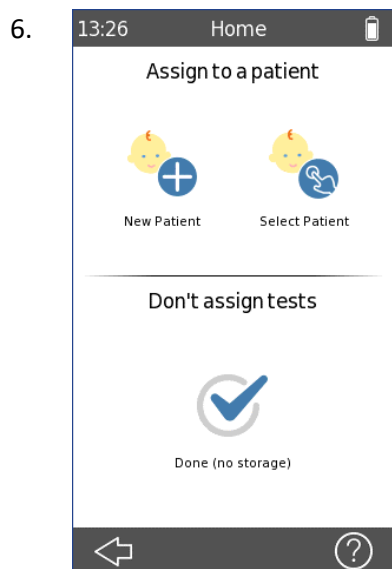 6.
13:26 Home
Assign to a patient
New Patient Select Patient
Don't assign tests
Done (no storage)
?